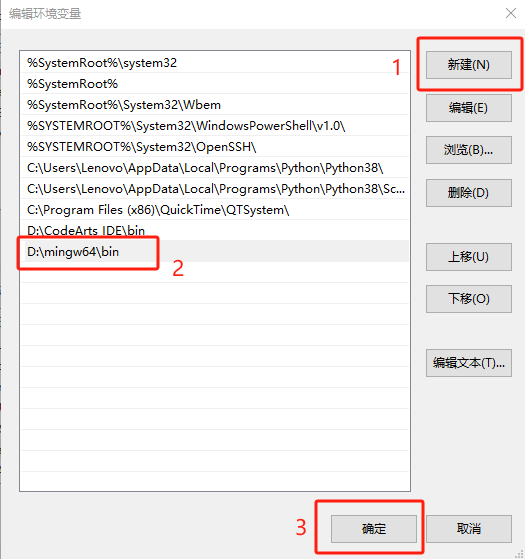 编辑环境变量
%SystemRoot%\system32
%SystemRoot%
%SystemRoot%\System32\Wbem
%SYSTEMROOT%\System32\WindowsPowerShell\v1.0\
%SYSTEMROOT%\System32\OpenSSH\
C:\Users\Lenovo\AppData\Local\Programs\Python\Python38\
C:\Users\Lenovo\AppData\Local\Programs\Python\Python38\Sc...
C:\Program Files (x86)\QuickTime\QTSystem\
D:\CodeArts IDE\bin
D:\mingw64\bin
2
1
新建(N)
编辑(E)
浏览(B)...
删除(D)
上移(U)
下移(O)
编辑文本(T)...
3
确定
取消